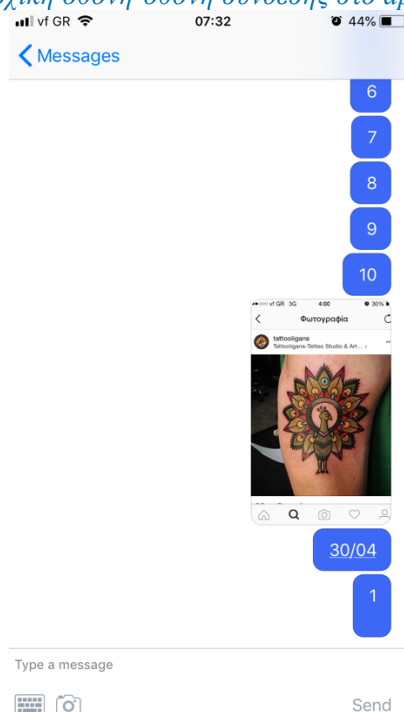 vf GR 07:32 44%
Messages
6
7
8
9
10
vf GR 3G 4:00 30%
Φωτογραφία
tattooligans
Tattooligans-Tattoo Studio & Art...
30/04
1
Type a message
Send